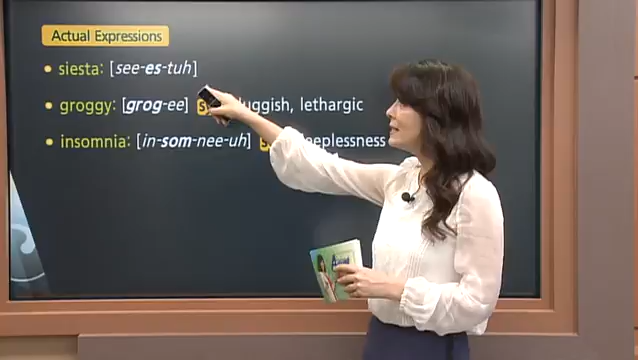 Actual Expressions
• siesta: [see-es-tuh]
• groggy: [grog-ee] lethargic
• insomnia: [in-som-nee-uh]